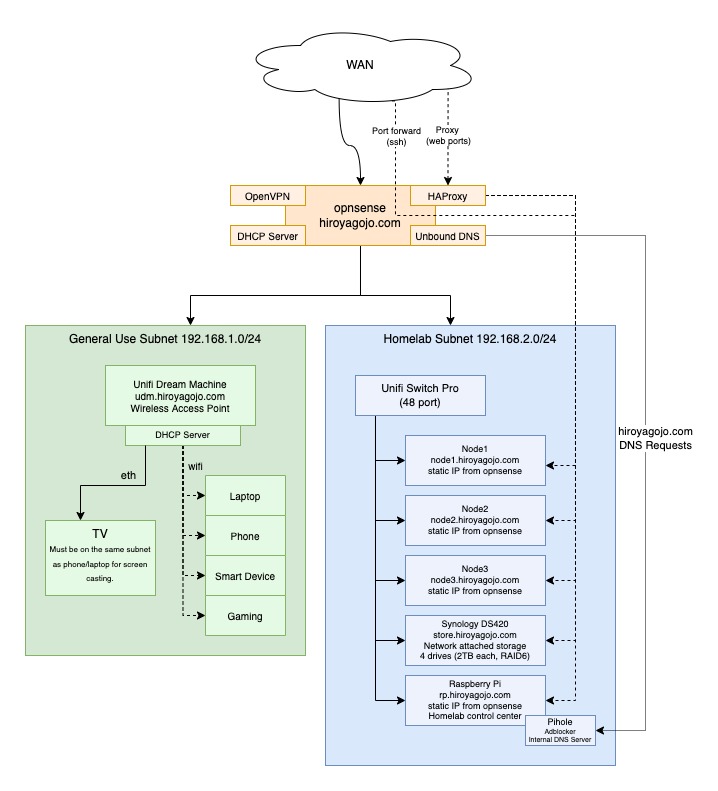 WAN
Port forward
(ssh)
Proxy
(web ports)
OpenVPN
HAProxy
opnsense
hiroyagojo.com
DHCP Server
Unbound DNS
General Use Subnet 192.168.1.0/24
Unifi Dream Machine
udm.hiroyagojo.com
Wireless Access Point
DHCP Server
eth
wifi
TV
Must be on the same subnet
as phone/laptop for screen
casting.
Laptop
Phone
Smart Device
Gaming
Homelab Subnet 192.168.2.0/24
Unifi Switch Pro
(48 port)
Node1
node1.hiroyagojo.com
static IP from opnsense
Node2
node2.hiroyagojo.com
static IP from opnsense
Node3
node3.hiroyagojo.com
static IP from opnsense
Synology DS420
store.hiroyagojo.com
Network attached storage
4 drives (2TB each, RAID6)
Raspberry Pi
rp.hiroyagojo.com
static IP from opnsense
Homelab control center
Pihole
Adblocker
Internal DNS Server
hiroyagojo.com
DNS Requests